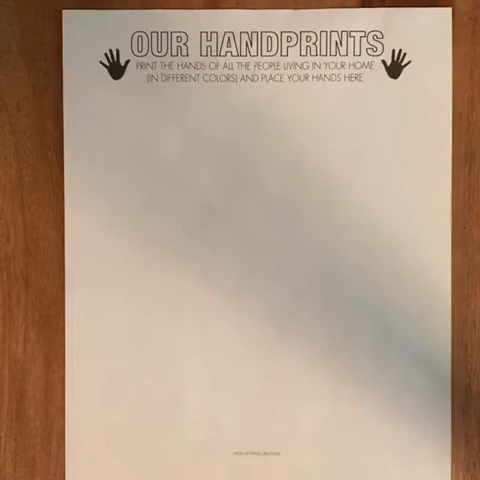 OUR HANDPRINTS
PRINT THE HANDS OF ALL THE PEOPLE LIVING IN YOUR HOME
(IN DIFFERENT COLORS) AND PLACE YOUR HANDS HERE